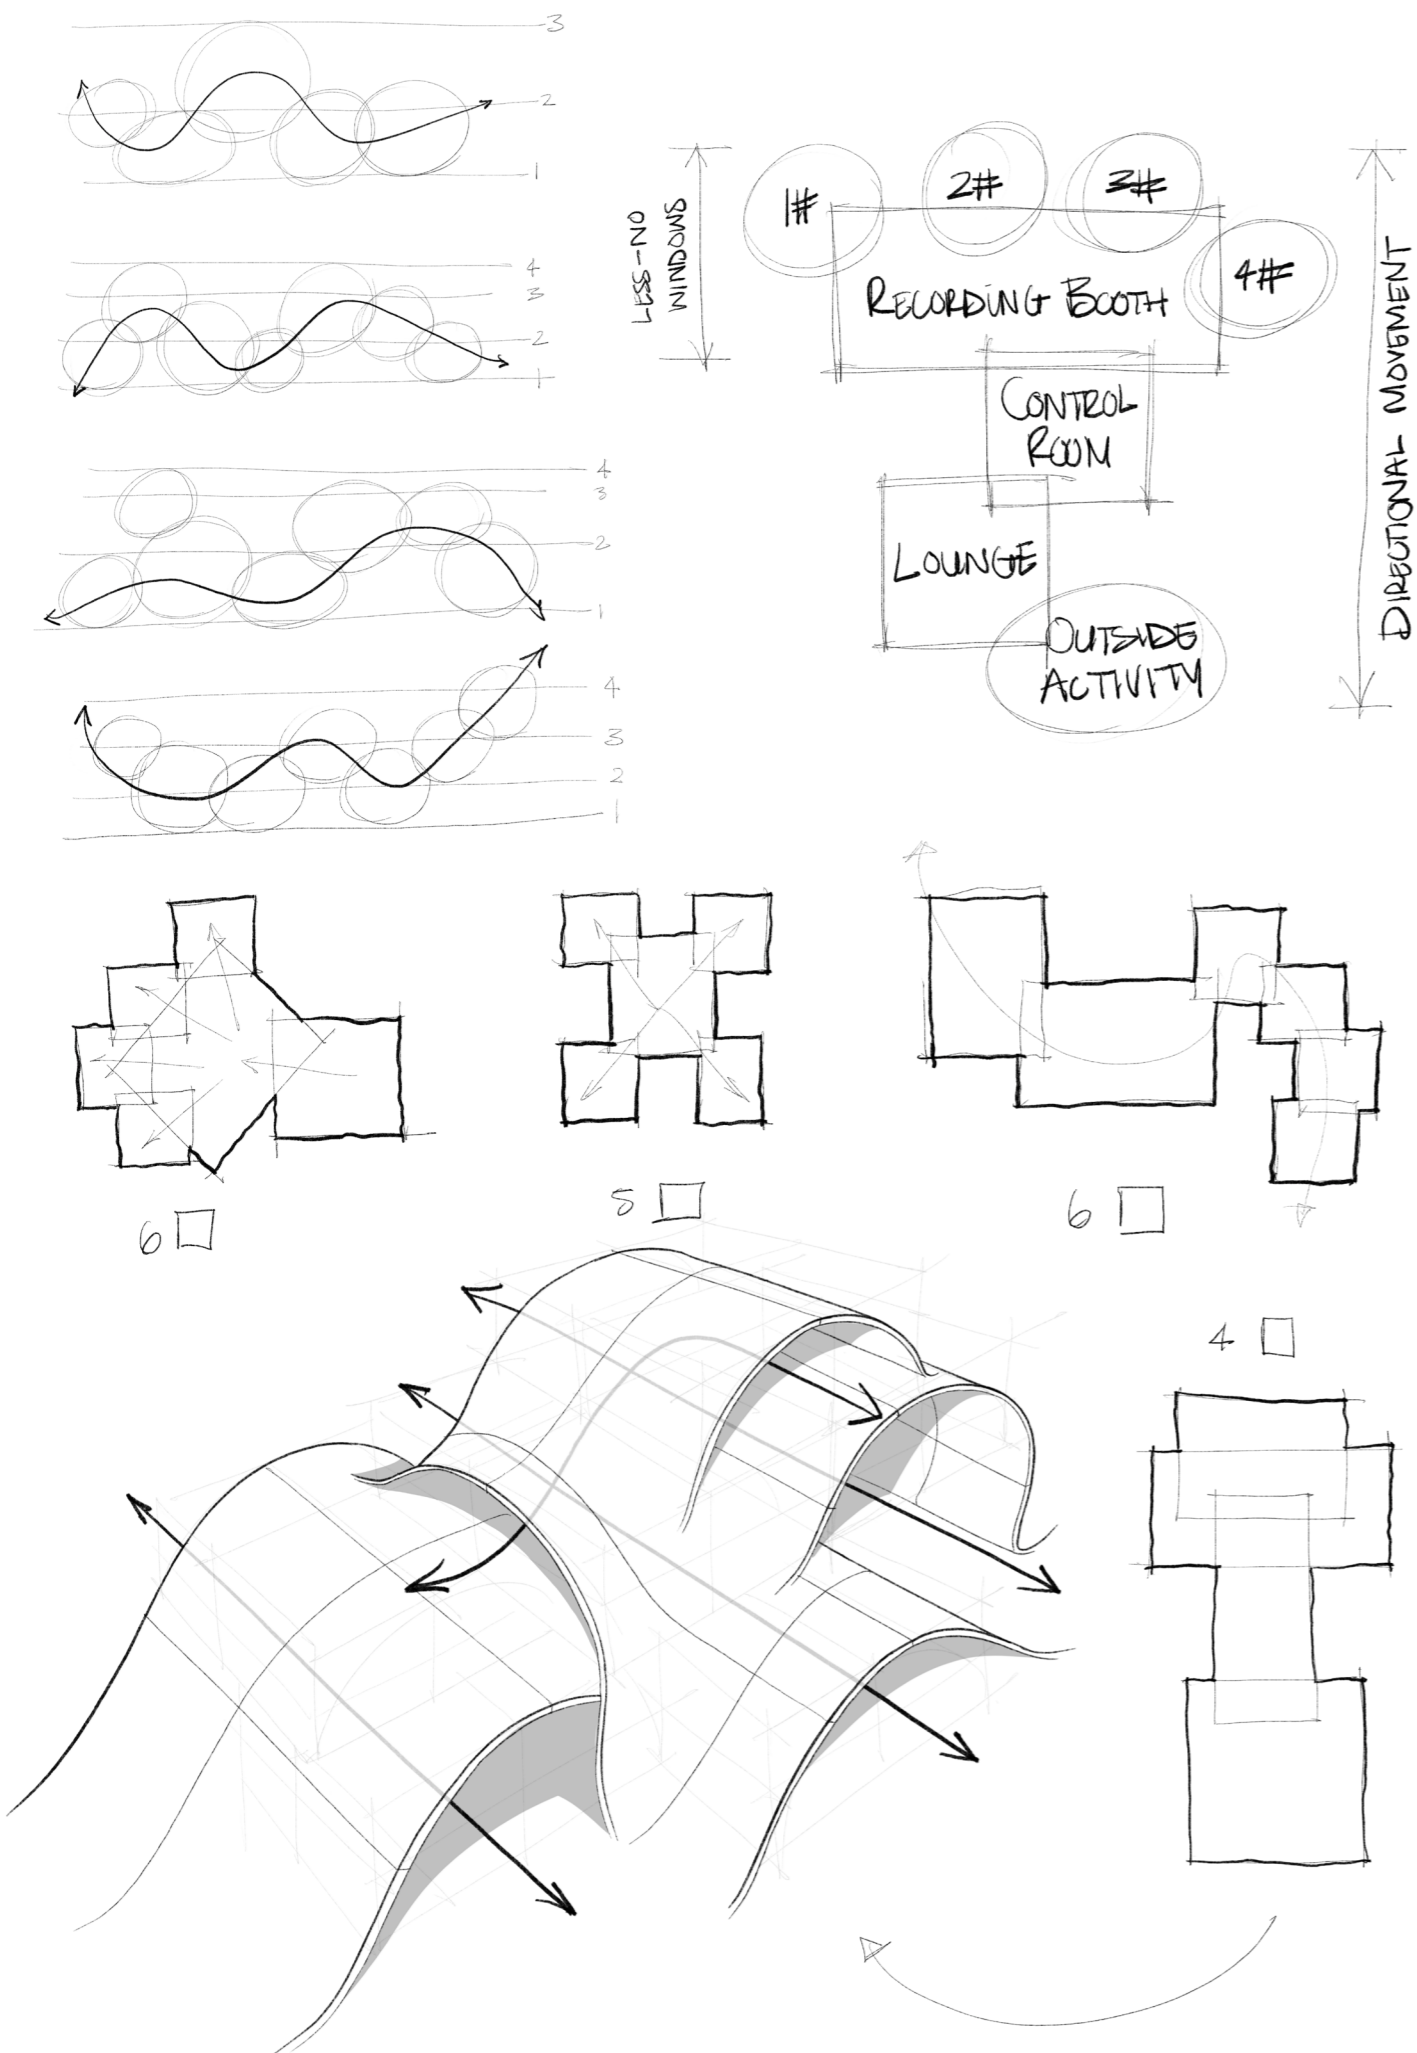 3
2
1
4
3
2
1
4
3
2
1
4
3
2
1
LESS-NO
WINDOWS
1#
2#
3#
4#
RECORDING BOOTH
CONTROL
ROOM
LOUNGE
OUTSIDE
ACTIVITY
DIRECTIONAL MOVEMENT
6
5
6
4